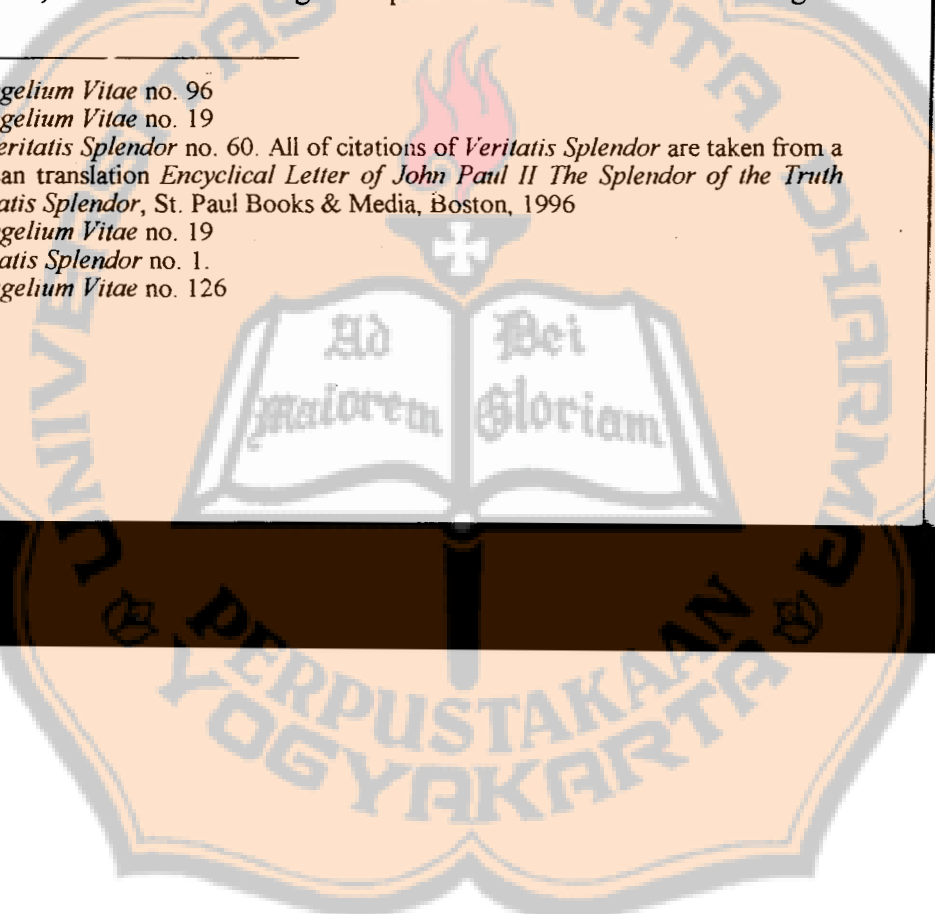 gelium Vitae no. 96
gelium Vitae no. 19
eritatis Splendor no. 60. All of citations of Veritatis Splendor are taken from a
an translation Encyclical Letter of John Paul II The Splendor of the Truth
atis Splendor, St. Paul Books & Media, Boston, 1996
gelium Vitae no. 19
atis Splendor no. 1.
gelium Vitae no. 126
UNIVERSITAS
NATA DHARMA
Ad Dei
maiorem Gloriam
PERPUSTAKAAN
YOGYAKARTA